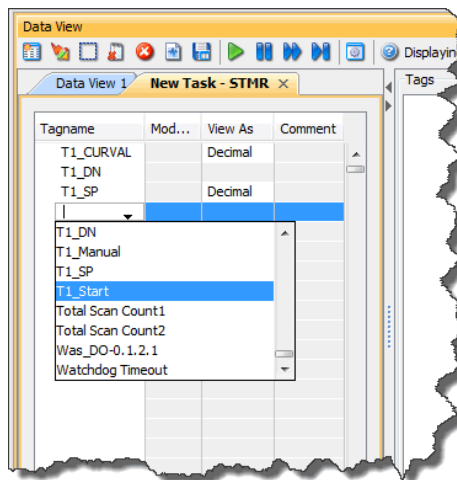 Data View
Displayin
Data View 1 New Task - STMR × Tags
Tagname Mod... View As Comment
T1_CURVAL Decimal
T1_DN
T1_SP Decimal
T1_DN
T1_Manual
T1_SP
T1_Start
Total Scan Count1
Total Scan Count2
Was_DO-0.1.2.1
Watchdog Timeout